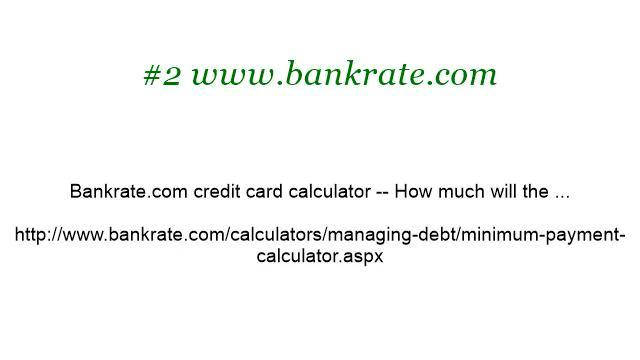 #2 www.bankrate.com
Bankrate.com credit card calculator -- How much will the ...
http://www.bankrate.com/calculators/managing-debt/minimum-payment-
calculator.aspx